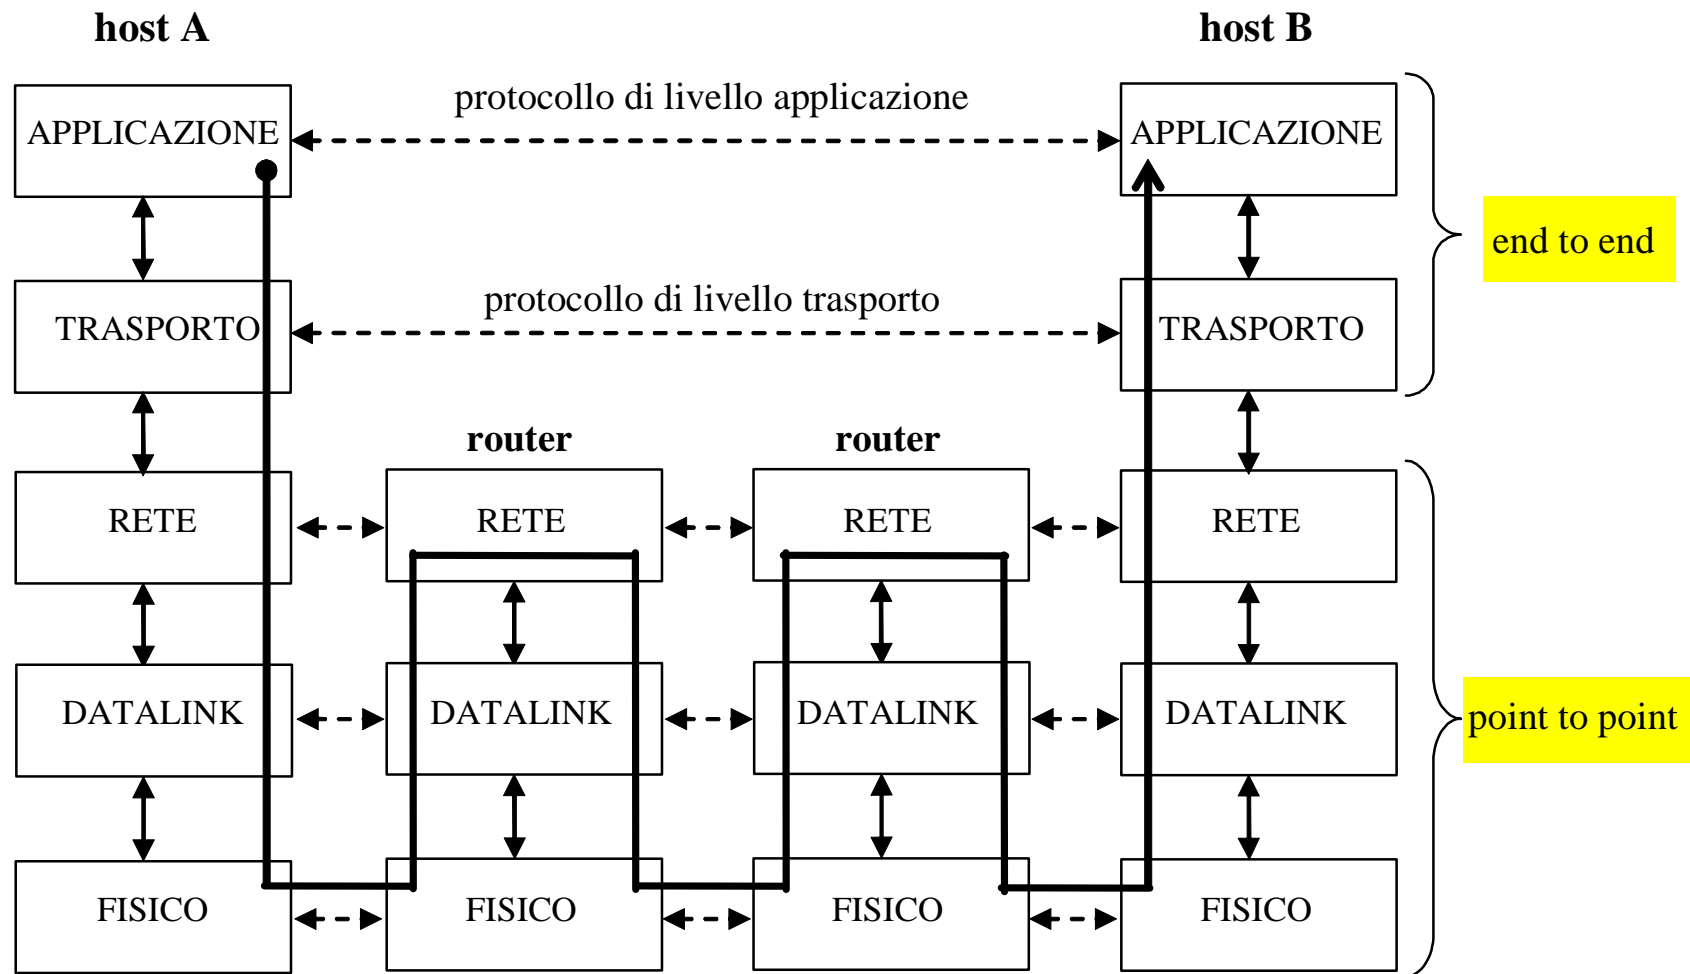 host A
host B
protocollo di livello applicazione
APPLICAZIONE
APPLICAZIONE
end to end
protocollo di livello trasporto
TRASPORTO
TRASPORTO
router
router
RETE
RETE
RETE
RETE
DATALINK
DATALINK
DATALINK
DATALINK
point to point
FISICO
FISICO
FISICO
FISICO